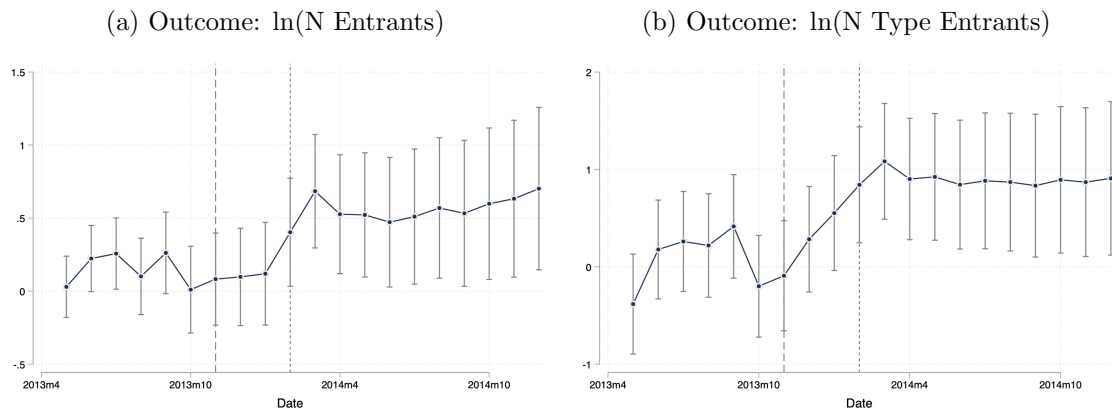 (a) Outcome: ln(N Entrants)
1.5
1
.5
0
-.5
2013m4 2013m10 2014m4 2014m10
Date
(b) Outcome: ln(N Type Entrants)
2
1
0
-1
2013m4 2013m10 2014m4 2014m10
Date